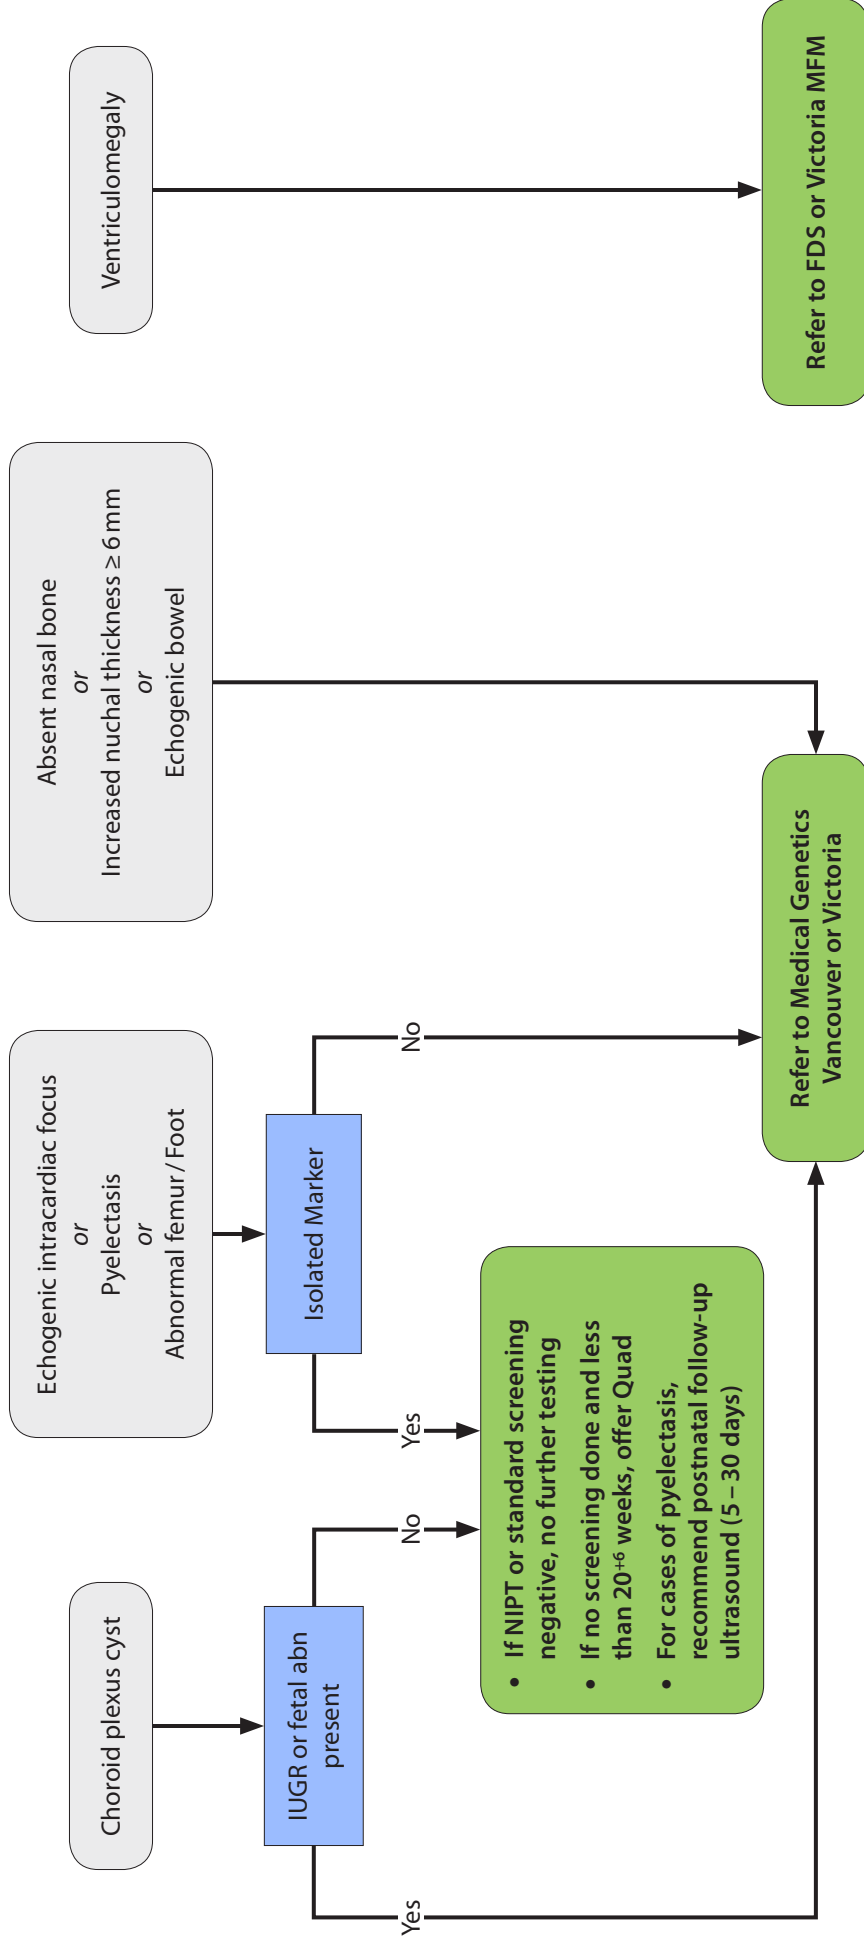 Choroid plexus cyst
Echogenic intracardiac focus
or
Pyelectasis
or
Abnormal femur / Foot
Absent nasal bone
or
Increased nuchal thickness ≥ 6 mm
or
Echogenic bowel
Ventriculomegaly
IUGR or fetal abn
present
Isolated Marker
Yes
No
Yes
No
• If NIPT or standard screening
negative, no further testing
• If no screening done and less
than 20⁺⁶ weeks, offer Quad
• For cases of pyelectasis,
recommend postnatal follow-up
ultrasound (5 – 30 days)
Refer to Medical Genetics
Vancouver or Victoria
Refer to FDS or Victoria MFM